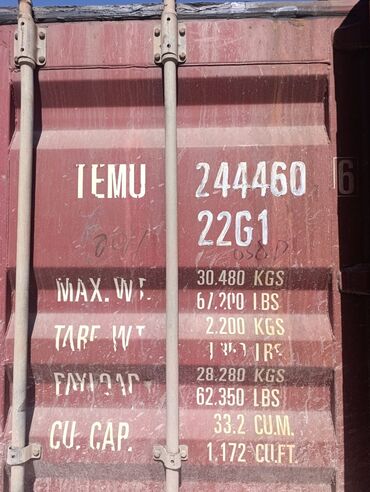 TEMU 244460 6
22G1
MAX. WT. 30.480 KGS
67.200 LBS
TARE WT. 2.200 KGS
LBS
PAYLOAD 28.280 KGS
62.350 LBS
CU. CAP. 33.2 CU.M.
1.172 CU.FT.